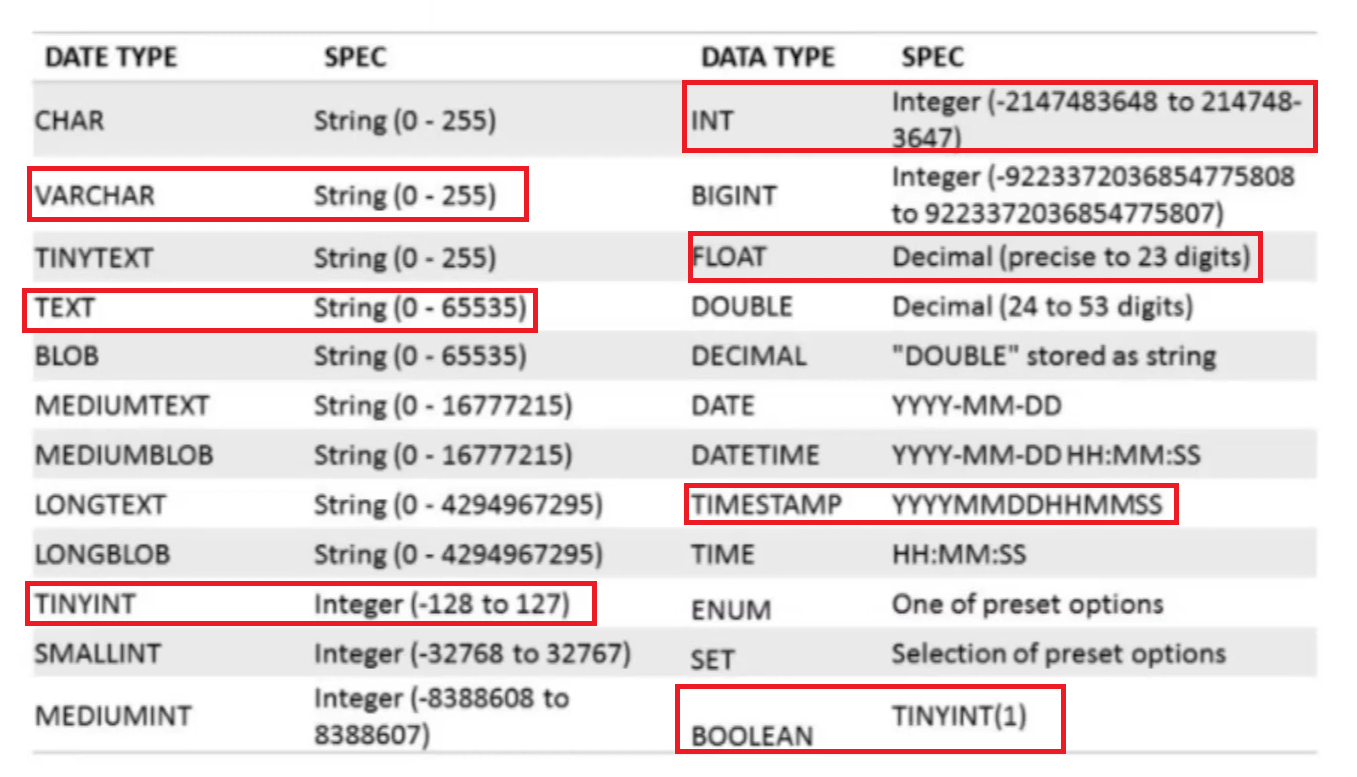 DATE TYPE SPEC DATA TYPE SPEC
CHAR String (0 - 255) INT Integer (-2147483648 to 214748-
3647)
VARCHAR String (0 - 255) BIGINT Integer (-9223372036854775808
to 9223372036854775807)
TINYTEXT String (0 - 255) FLOAT Decimal (precise to 23 digits)
TEXT String (0 - 65535) DOUBLE Decimal (24 to 53 digits)
BLOB String (0 - 65535) DECIMAL "DOUBLE" stored as string
MEDIUMTEXT String (0 - 16777215) DATE YYYY-MM-DD
MEDIUMBLOB String (0 - 16777215) DATETIME YYYY-MM-DD HH:MM:SS
LONGTEXT String (0 - 4294967295) TIMESTAMP YYYYMMDDHHMMSS
LONGBLOB String (0 - 4294967295) TIME HH:MM:SS
TINYINT Integer (-128 to 127) ENUM One of preset options
SMALLINT Integer (-32768 to 32767) SET Selection of preset options
MEDIUMINT Integer (-8388608 to
8388607) BOOLEAN TINYINT(1)